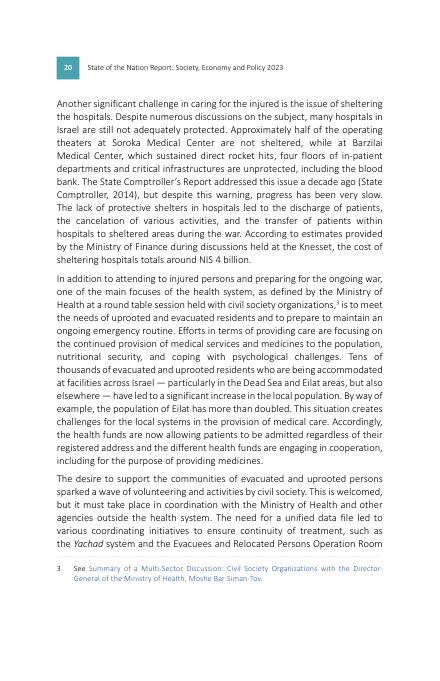 20
State of the Nation Report: Society, Economy and Policy 2023
Another significant challenge in caring for the injured is the issue of sheltering
the hospitals. Despite numerous discussions on the subject, many hospitals in
Israel are still not adequately protected. Approximately half of the operating
theaters at Soroka Medical Center are not sheltered, while at Barzilai
Medical Center, which sustained direct rocket hits, four floors of in-patient
departments and critical infrastructures are unprotected, including the blood
bank. The State Comptroller's Report addressed this issue a decade ago (State
Comptroller, 2014), but despite this warning, progress has been very slow.
The lack of protective shelters in hospitals led to the discharge of patients,
the cancelation of various activities, and the transfer of patients within
hospitals to sheltered areas during the war. According to estimates provided
by the Ministry of Finance during discussions held at the Knesset, the cost of
sheltering hospitals totals around NIS 4 billion.
In addition to attending to injured persons and preparing for the ongoing war,
one of the main focuses of the health system, as defined by the Ministry of
Health at a round table session held with civil society organizations,³ is to meet
the needs of uprooted and evacuated residents and to prepare to maintain an
ongoing emergency routine. Efforts in terms of providing care are focusing on
the continued provision of medical services and medicines to the population,
nutritional security, and coping with psychological challenges. Tens of
thousands of evacuated and uprooted residents who are being accommodated
at facilities across Israel — particularly in the Dead Sea and Eilat areas, but also
elsewhere — have led to a significant increase in the local population. By way of
example, the population of Eilat has more than doubled. This situation creates
challenges for the local systems in the provision of medical care. Accordingly,
the health funds are now allowing patients to be admitted regardless of their
registered address and the different health funds are engaging in cooperation,
including for the purpose of providing medicines.
The desire to support the communities of evacuated and uprooted persons
sparked a wave of volunteering and activities by civil society. This is welcomed,
but it must take place in coordination with the Ministry of Health and other
agencies outside the health system. The need for a unified data file led to
various coordinating initiatives to ensure continuity of treatment, such as
the Yachad system and the Evacuees and Relocated Persons Operation Room
3 See Summary of a Multi-Sector Discussion: Civil Society Organizations with the Director-
General of the Ministry of Health, Moshe Bar Siman-Tov.